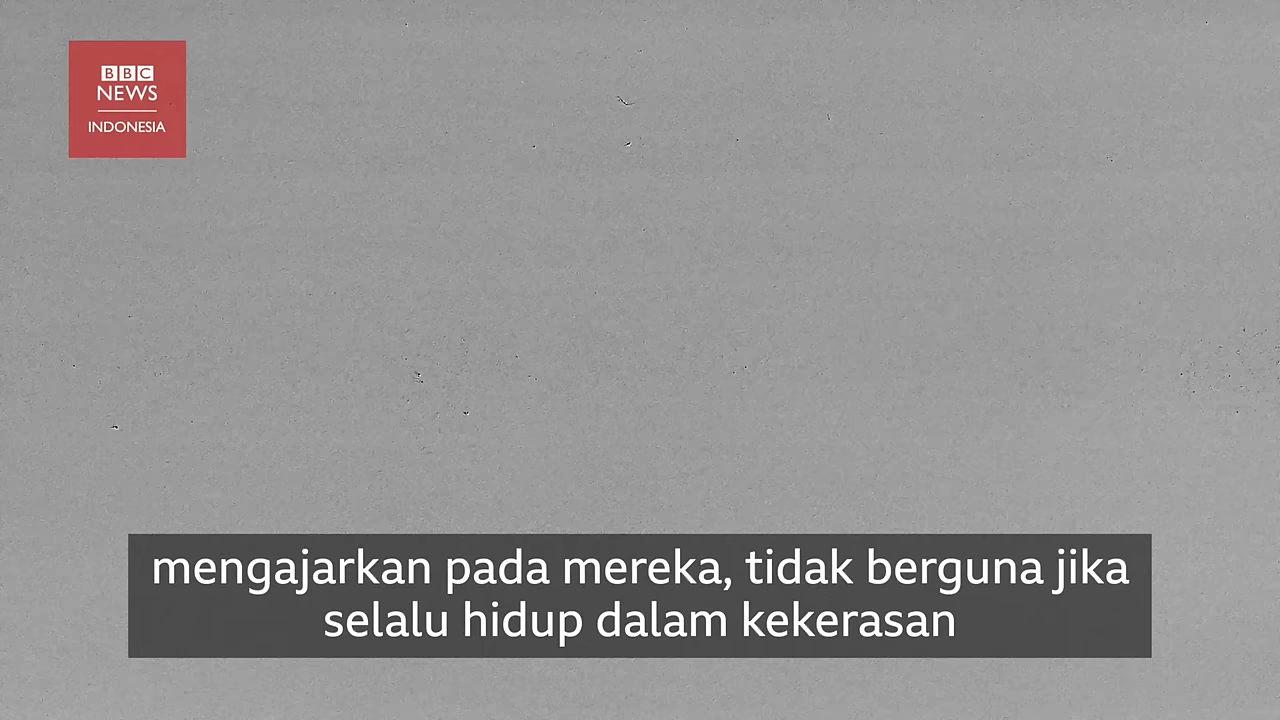 BBC
NEWS
INDONESIA
mengajarkan pada mereka, tidak berguna jika
selalu hidup dalam kekerasan